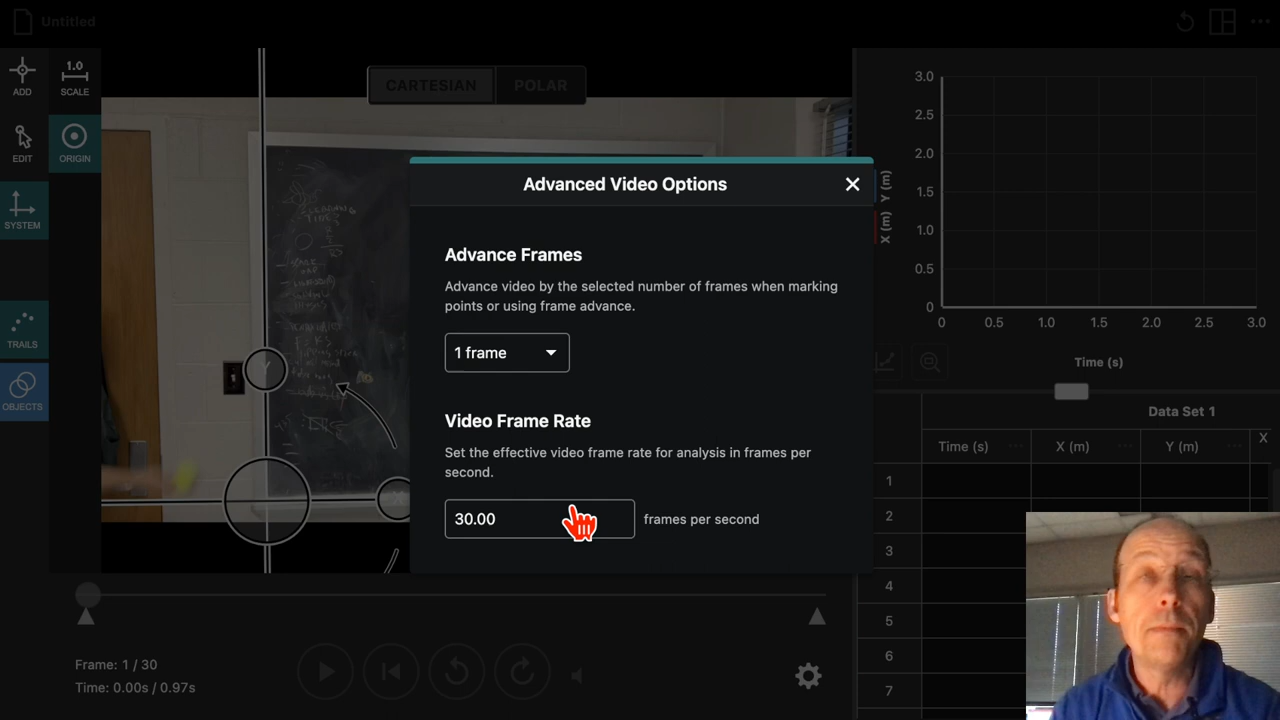 Untitled
ADD
1.0
SCALE
CARTESIAN
POLAR
EDIT
ORIGIN
SYSTEM
TRAILS
OBJECTS
Y
X
Advanced Video Options
Advance Frames
Advance video by the selected number of frames when marking
points or using frame advance.
1 frame
Video Frame Rate
Set the effective video frame rate for analysis in frames per
second.
30.00
frames per second
Frame: 1 / 30
Time: 0.00s / 0.97s
X (m) Y (m)
3.0
2.5
2.0
1.5
1.0
0.5
0
0 0.5 1.0 1.5 2.0 2.5 3.0
Time (s)
Data Set 1
Time (s) X (m) Y (m) X
1
2
3
4
5
6
7